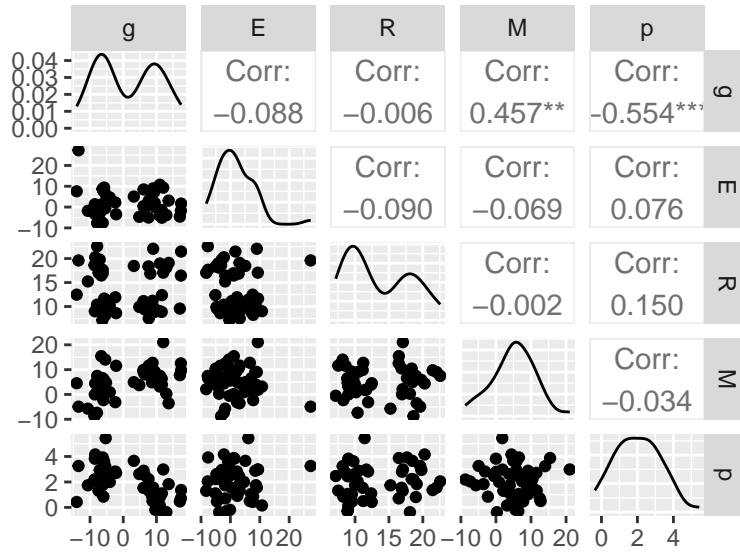 g E R M p
0.04 0.03 0.02 0.01 0.00
Corr: Corr: Corr: Corr:
−0.088 −0.006 0.457** −0.554***
g
20 10 0 −10
Corr: Corr: Corr:
−0.090 −0.069 0.076
E
20 15 10
Corr: Corr:
−0.002 0.150
R
20 10 0 −10
Corr:
−0.034
M
4 2 0
p
−10 0 10 −10 0 10 20 10 15 20 −10 0 10 20 0 2 4